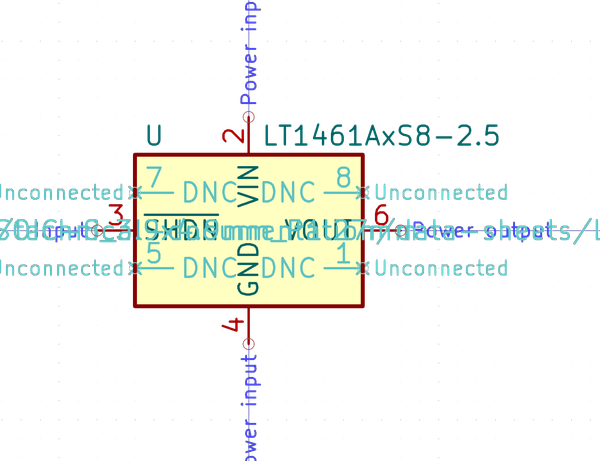 Power inp
U
2
LT1461AxS8-2.5
Unconnected
7
DNC
VIN
DNC
8
Unconnected
3
SHDN
VOUT
6
Power output
Unconnected
5
DNC
GND
DNC
1
Unconnected
4
ower input